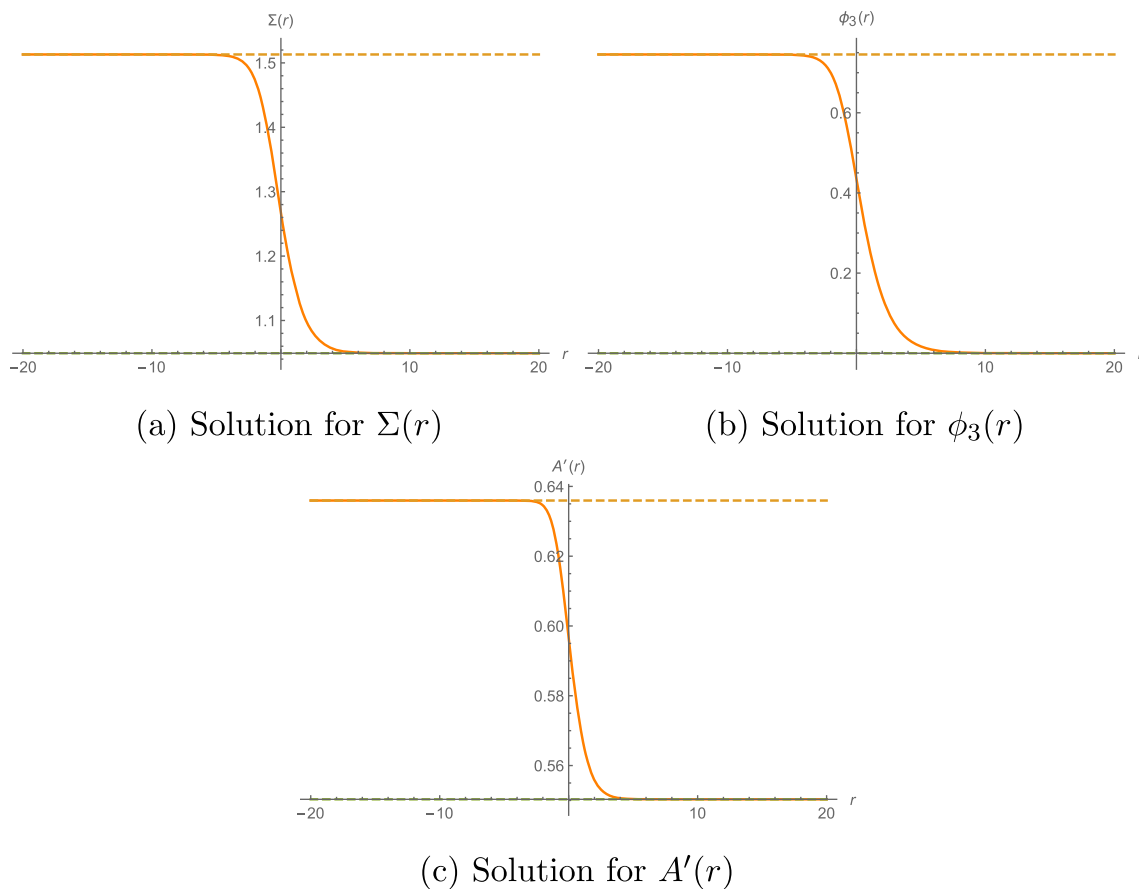 Σ(r)
1.5
1.4
1.3
1.2
1.1
−20 −10 10 20 r
(a) Solution for Σ(r)
ϕ₃(r)
0.6
0.4
0.2
−20 −10 10 20
(b) Solution for ϕ₃(r)
A′(r)
0.64
0.62
0.60
0.58
0.56
−20 −10 10 20 r
(c) Solution for A′(r)